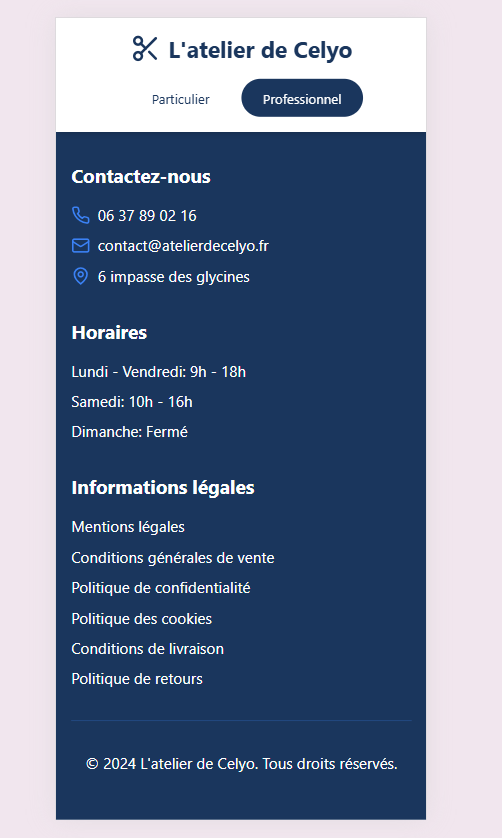 L'atelier de Celyo
Particulier Professionnel
Contactez-nous
06 37 89 02 16
contact@atelierdecelyo.fr
6 impasse des glycines
Horaires
Lundi - Vendredi: 9h - 18h
Samedi: 10h - 16h
Dimanche: Fermé
Informations légales
Mentions légales
Conditions générales de vente
Politique de confidentialité
Politique des cookies
Conditions de livraison
Politique de retours
© 2024 L'atelier de Celyo. Tous droits réservés.